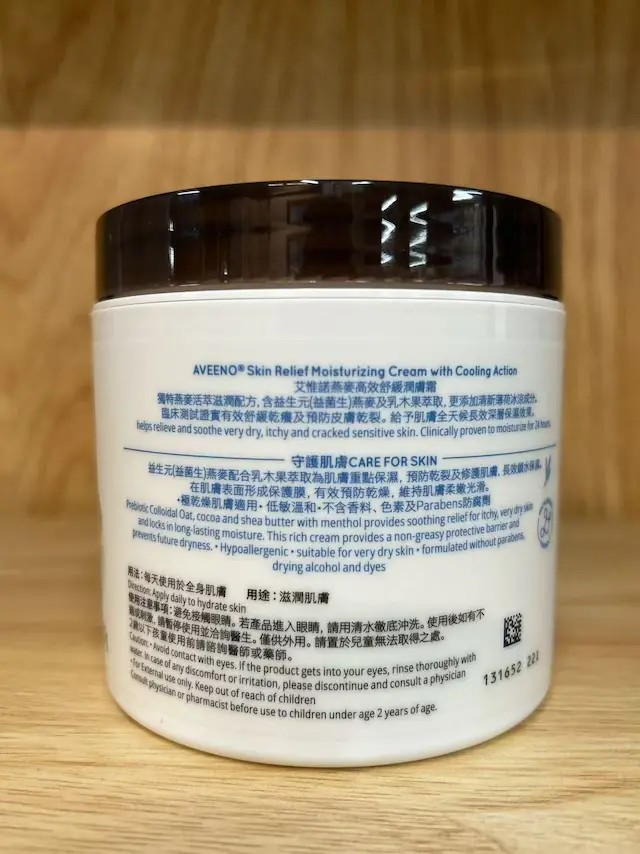 AVEENO® Skin Relief Moisturizing Cream with Cooling Action
艾惟諾燕麥高效舒緩潤膚霜
獨特燕麥活萃滋潤配方, 含益生元(益菌生)燕麥及乳木果萃取, 更添加清新薄荷冰涼成分。
臨床測試證實有效舒緩乾癢及預防皮膚乾裂。給予肌膚全天候長效深層保濕效果。
helps relieve and soothe very dry, itchy and cracked sensitive skin. Clinically proven to moisturize for 24 hours.
守護肌膚CARE FOR SKIN
益生元(益菌生)燕麥配合乳木果萃取為肌膚重點保濕, 預防乾裂及修護肌膚, 長效鎖水保濕。
在肌膚表面形成保護膜, 有效預防乾燥, 維持肌膚柔嫩光滑。
•極乾燥肌膚適用•低敏溫和•不含香料、色素及Parabens防腐劑
Prebiotic Colloidal Oat, cocoa and shea butter with menthol provides soothing relief for itchy, very dry skin
and locks in long-lasting moisture. This rich cream provides a non-greasy protective barrier and
prevents future dryness. • Hypoallergenic • suitable for very dry skin • formulated without parabens,
drying alcohol and dyes
用法: 每天使用於全身肌膚 用途: 滋潤肌膚
Direction: Apply daily to hydrate skin
使用注意事項: 避免接觸眼睛。若產品進入眼睛, 請用清水徹底沖洗。使用後如有不
適或刺激, 請暫停使用並洽詢醫生。僅供外用。請置於兒童無法取得之處。
2歲以下孩童使用前請諮詢醫師或藥師。
Caution: • Avoid contact with eyes. If the product gets into your eyes, rinse thoroughly with
water. In case of any discomfort or irritation, please discontinue and consult a physician
•For External use only. Keep out of reach of children
Consult physician or pharmacist before use to children under age 2 years of age.
131652 221